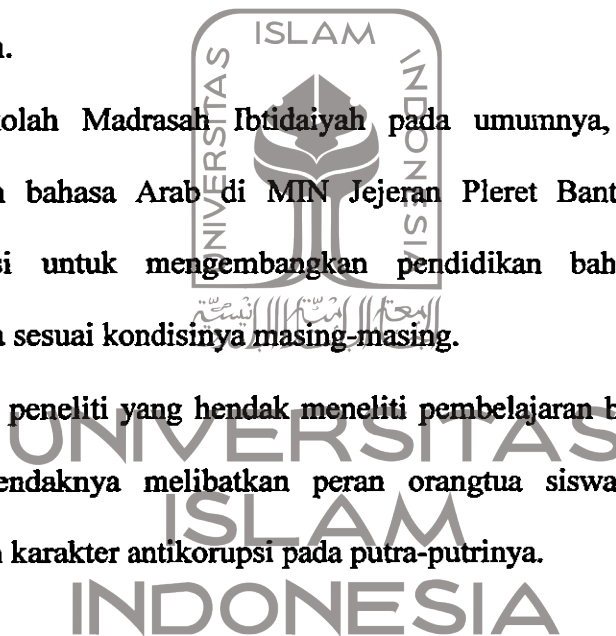 .
olah Madrasah Ibtidaiyah pada umumnya,
bahasa Arab di MIN Jejeran Pleret Bant
si untuk mengembangkan pendidikan bah
sesuai kondisinya masing-masing.
peneliti yang hendak meneliti pembelajaran b
endaknya melibatkan peran orangtua siswa
karakter antikorupsi pada putra-putrinya.
UNIVERSITAS
ISLAM
INDONESIA
UNIVERSITAS
ISLAM
INDONESIA